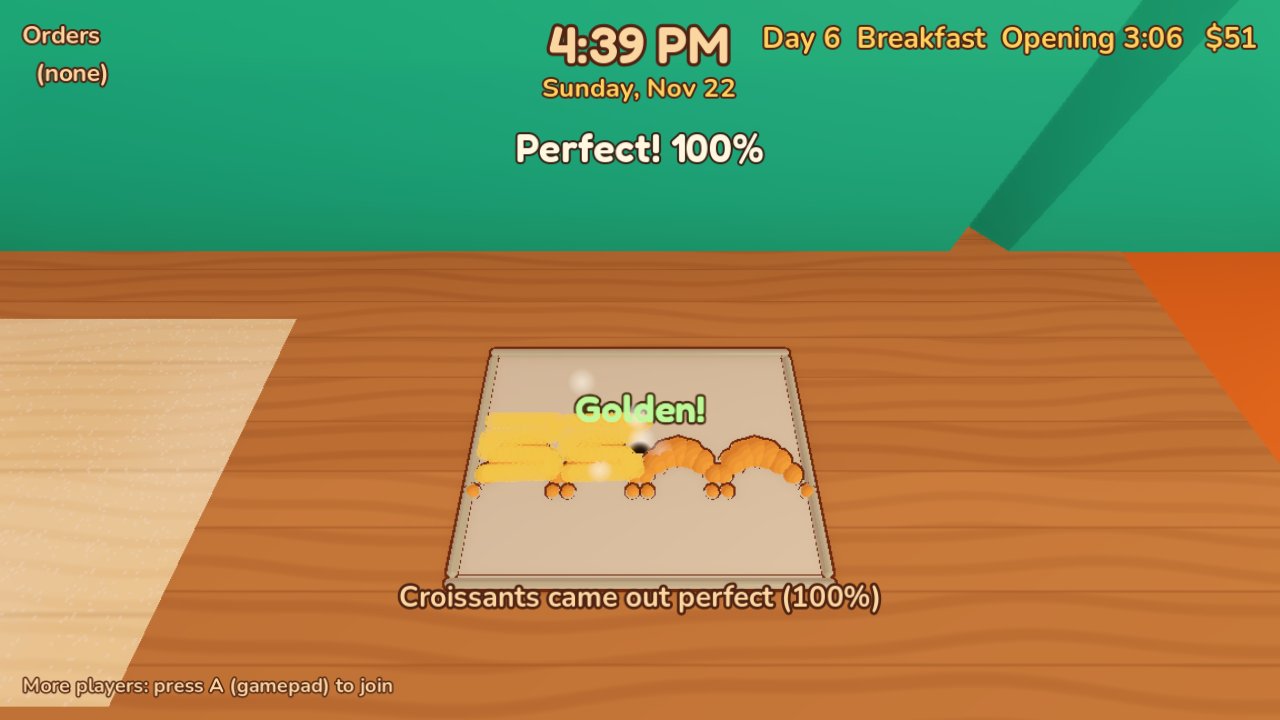 Orders
(none)
4:39 PM
Sunday, Nov 22
Day 6 Breakfast Opening 3:06 $51
Perfect! 100%
Golden!
Croissants came out perfect (100%)
More players: press A (gamepad) to join